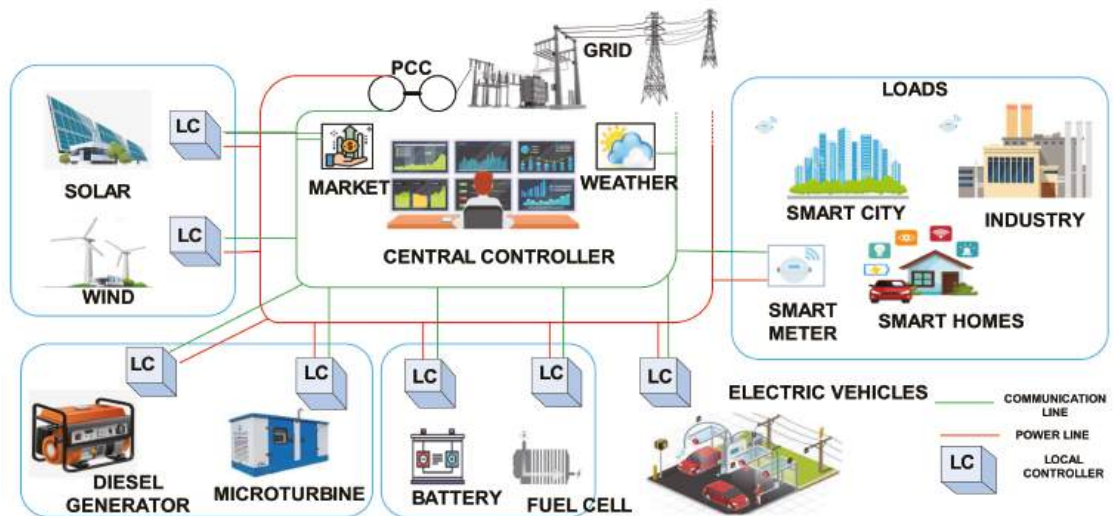 GRID
PCC
LOADS
LC
SOLAR
MARKET
WEATHER
SMART CITY
INDUSTRY
LC
WIND
CENTRAL CONTROLLER
SMART
METER
SMART HOMES
LC
LC
LC
LC
LC
DIESEL
GENERATOR
MICROTURBINE
BATTERY
FUEL CELL
ELECTRIC VEHICLES
COMMUNICATION
LINE
POWER LINE
LC
LOCAL
CONTROLLER